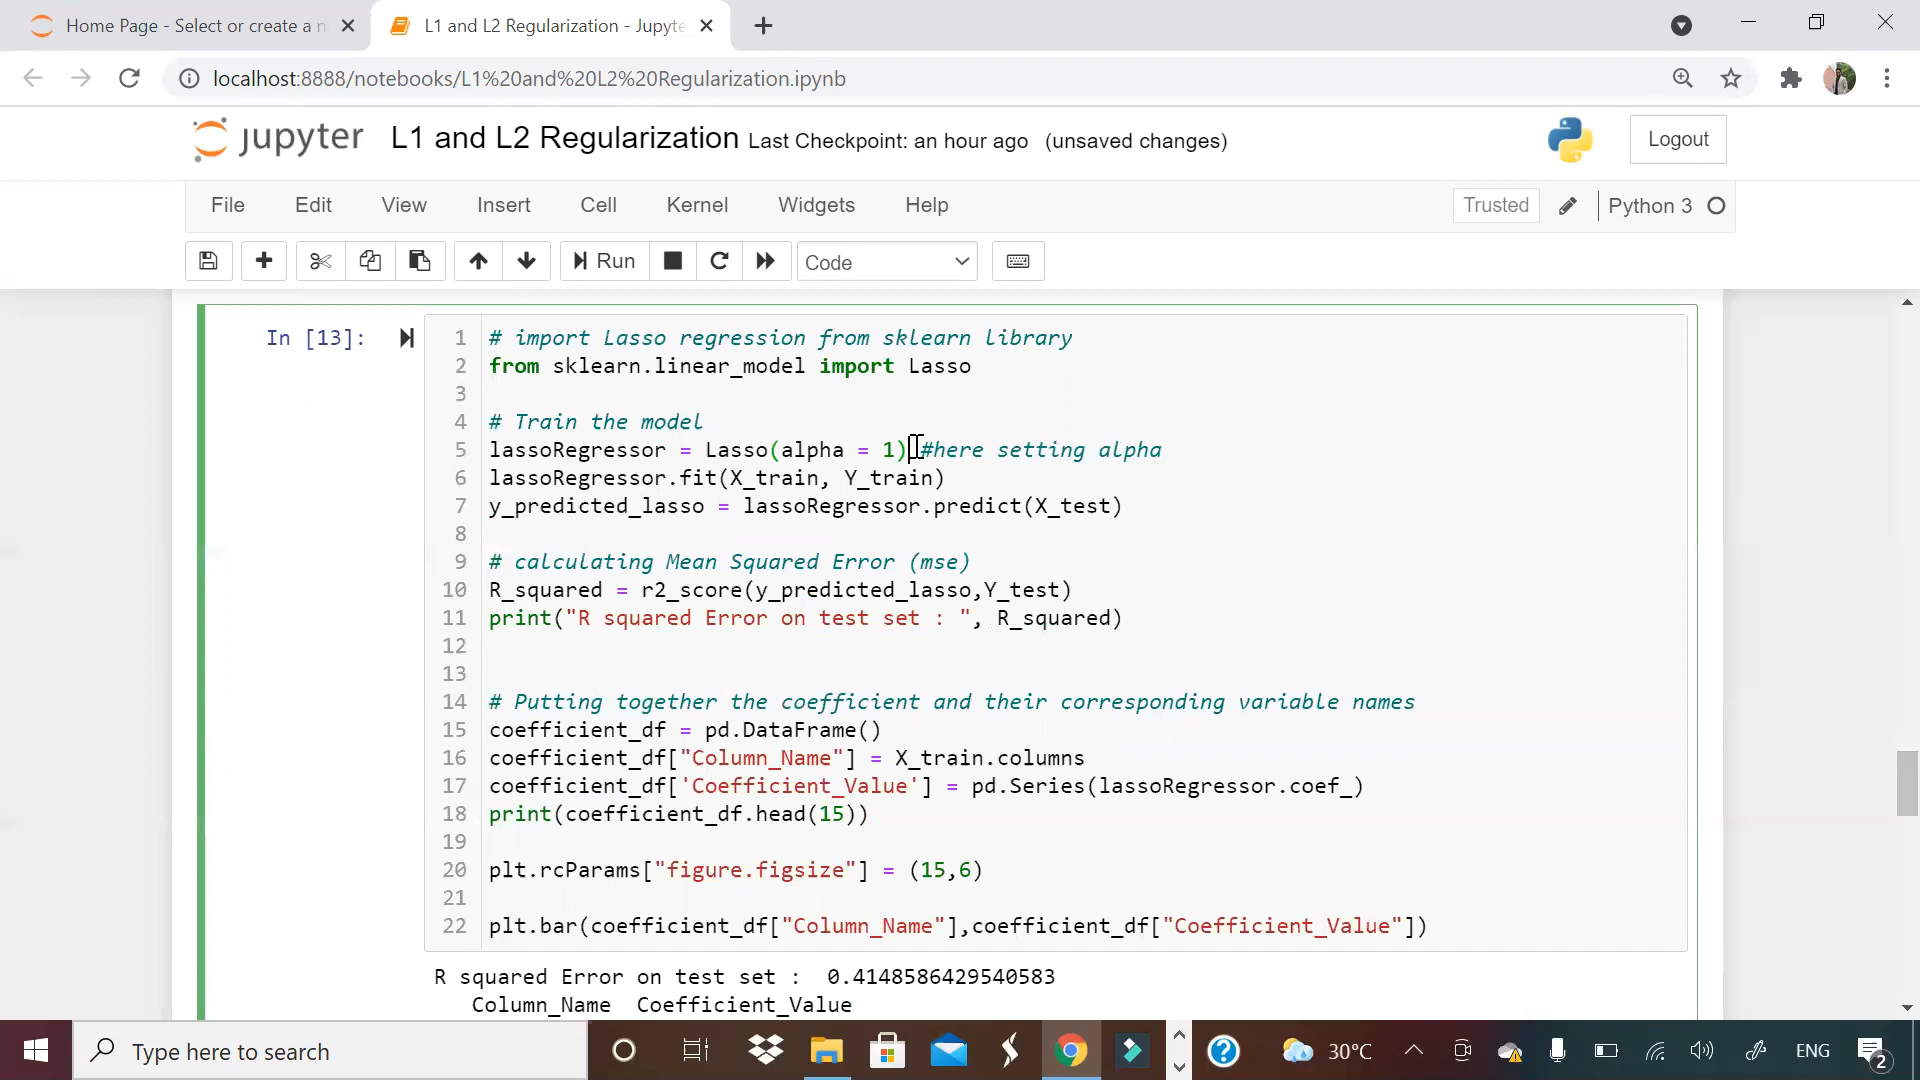 Home Page - Select or create a n
L1 and L2 Regularization - Jupyte
localhost:8888/notebooks/L1%20and%20L2%20Regularization.ipynb
jupyter L1 and L2 Regularization Last Checkpoint: an hour ago (unsaved changes)
Logout
File Edit View Insert Cell Kernel Widgets Help
Trusted
Python 3
Run
Code
In [13]:
1 # import Lasso regression from sklearn library
2 from sklearn.linear_model import Lasso
3
4 # Train the model
5 lassoRegressor = Lasso(alpha = 1) #here setting alpha
6 lassoRegressor.fit(X_train, Y_train)
7 y_predicted_lasso = lassoRegressor.predict(X_test)
8
9 # calculating Mean Squared Error (mse)
10 R_squared = r2_score(y_predicted_lasso,Y_test)
11 print("R squared Error on test set : ", R_squared)
12
13
14 # Putting together the coefficient and their corresponding variable names
15 coefficient_df = pd.DataFrame()
16 coefficient_df["Column_Name"] = X_train.columns
17 coefficient_df['Coefficient_Value'] = pd.Series(lassoRegressor.coef_)
18 print(coefficient_df.head(15))
19
20 plt.rcParams["figure.figsize"] = (15,6)
21
22 plt.bar(coefficient_df["Column_Name"],coefficient_df["Coefficient_Value"])
R squared Error on test set : 0.4148586429540583
Column_Name Coefficient_Value
Type here to search
30°C
ENG
2